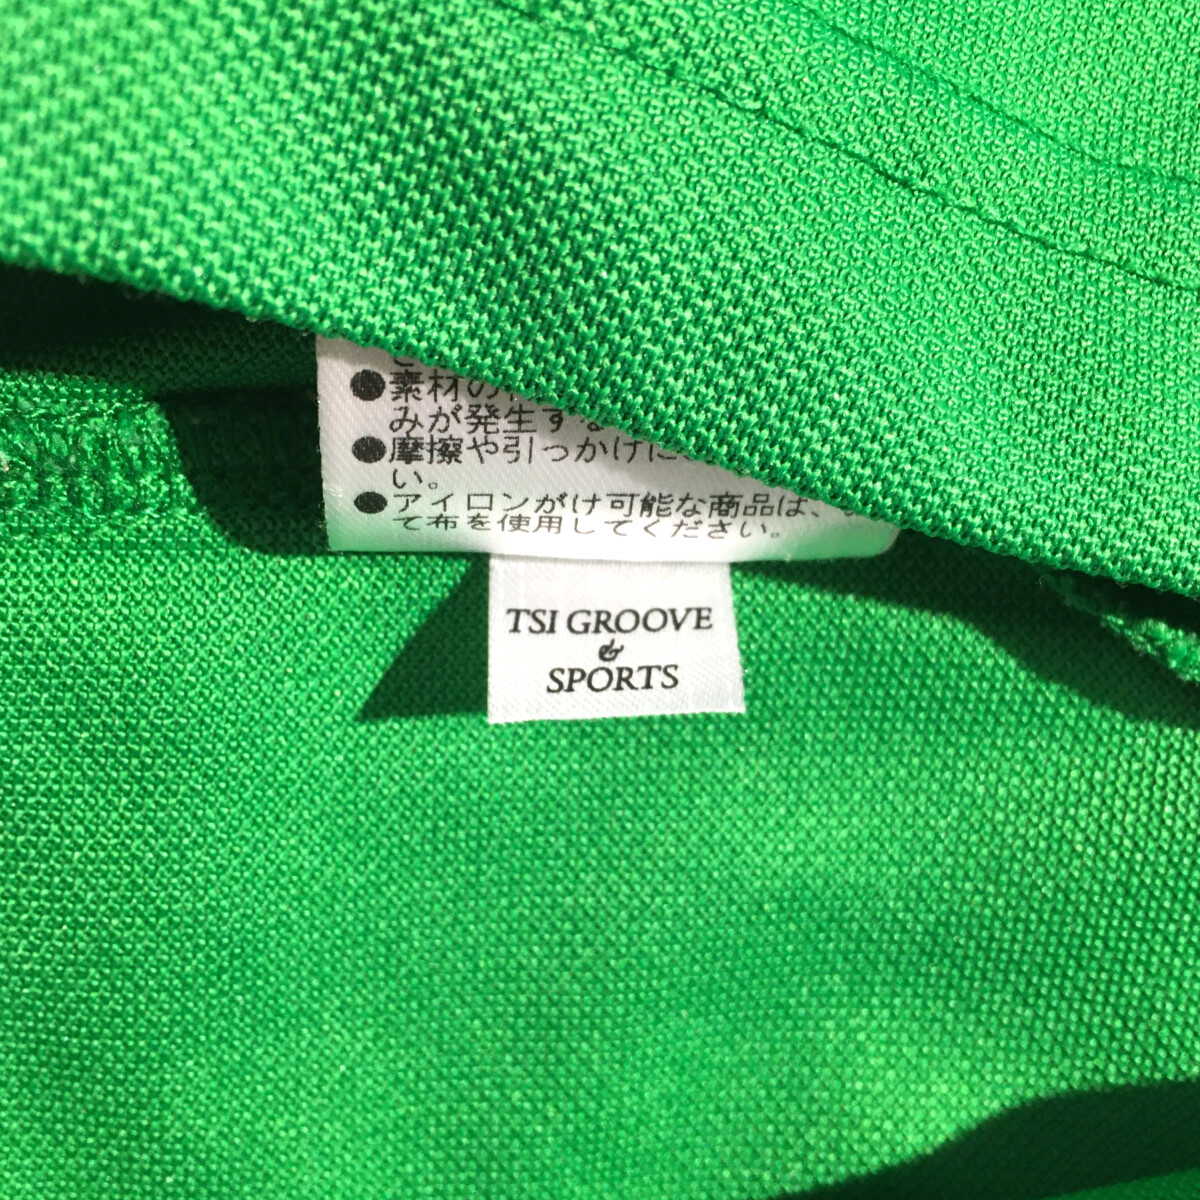 ●素材の
みが発生する
●摩擦や引っかけに
い。
●アイロンがけ可能な商品は、
て布を使用してください。
TSI GROOVE
&
SPORTS